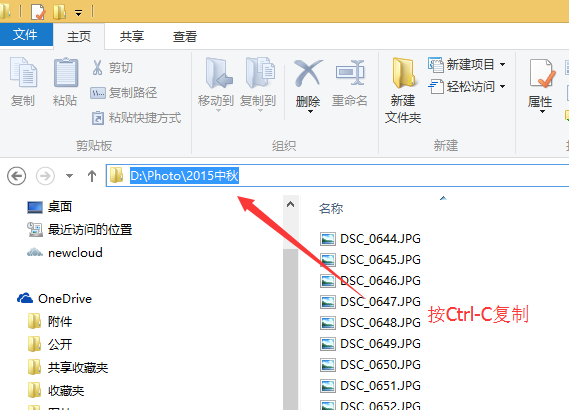 文件 主页 共享 查看
复制 粘贴 剪切 复制路径 粘贴快捷方式
移动到 复制到 删除 重命名
新建文件夹 新建项目 轻松访问
属性
剪贴板 组织 新建
D:\Photo\2015中秋
桌面
最近访问的位置
newcloud
OneDrive
附件
公开
共享收藏夹
收藏夹
名称
DSC_0644.JPG
DSC_0645.JPG
DSC_0646.JPG
DSC_0647.JPG
DSC_0648.JPG
DSC_0649.JPG
DSC_0650.JPG
DSC_0651.JPG
DSC_0652.JPG
按Ctrl-C复制